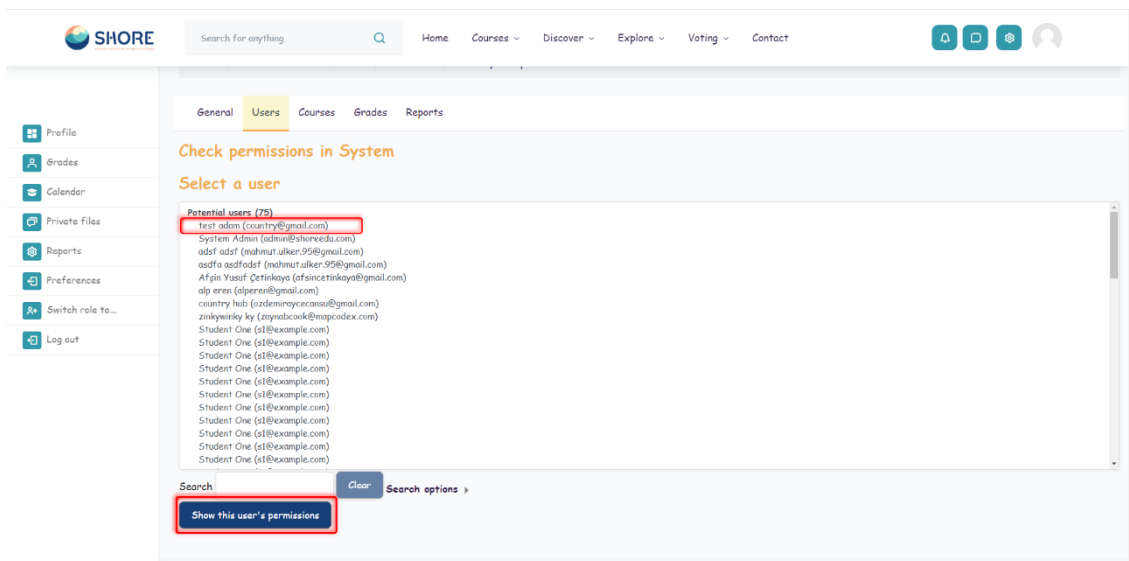 SHORE
Search for anything
Home Courses Discover Explore Voting Contact
General Users Courses Grades Reports
Profile
Grades
Calendar
Private files
Reports
Preferences
Switch role to...
Log out
Check permissions in System
Select a user
Potential users (75)
test adam (country@gmail.com)
System Admin (admin@shoreedu.com)
adsf adsf (mahmut.ulker.95@gmail.com)
asdfa asdfadsf (mahmut.ulker.95@gmail.com)
Afşin Yusuf Çetinkaya (afsincetinkaya@gmail.com)
alp eren (alperen@gmail.com)
country hub (ozdemiraycecansu@gmail.com)
zinkywinky ky (zaynabcook@mapcodex.com)
Student One (s1@example.com)
Student One (s1@example.com)
Student One (s1@example.com)
Student One (s1@example.com)
Student One (s1@example.com)
Student One (s1@example.com)
Student One (s1@example.com)
Student One (s1@example.com)
Student One (s1@example.com)
Student One (s1@example.com)
Student One (s1@example.com)
Search Clear Search options
Show this user's permissions